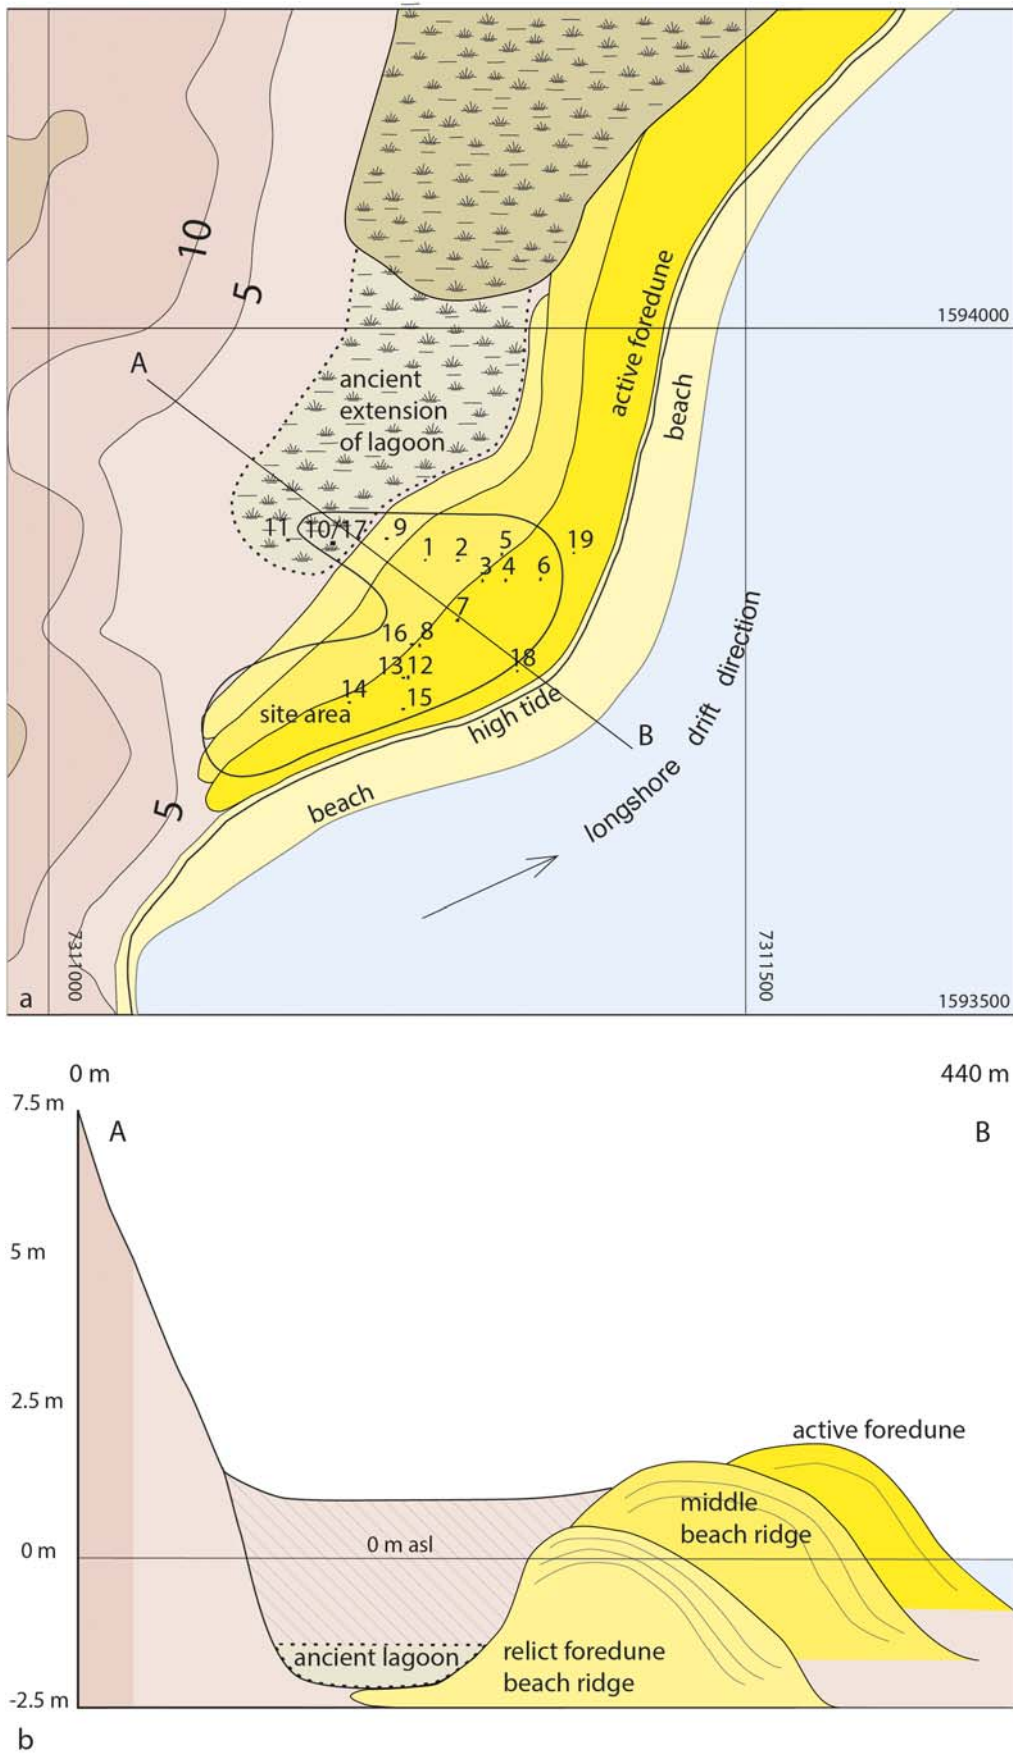 10
5
1594000
A
active foredune
beach
ancient
extension
of lagoon
11
10/17
9
1
2
5
19
3
4
6
7
16
8
13
12
18
14
15
site area
high tide
B
longshore drift direction
beach
5
7311000
7311500
a
1593500
0 m
440 m
7.5 m
A
B
5 m
2.5 m
active foredune
middle
beach ridge
0 m
0 m asl
ancient lagoon
relict foredune
beach ridge
-2.5 m
b